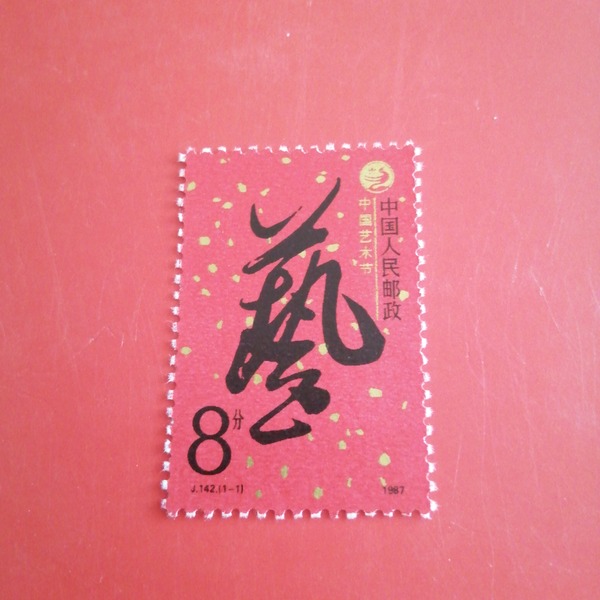 中国人民邮政
中国艺术节
藝
8分
J.142.(1-1)
1987